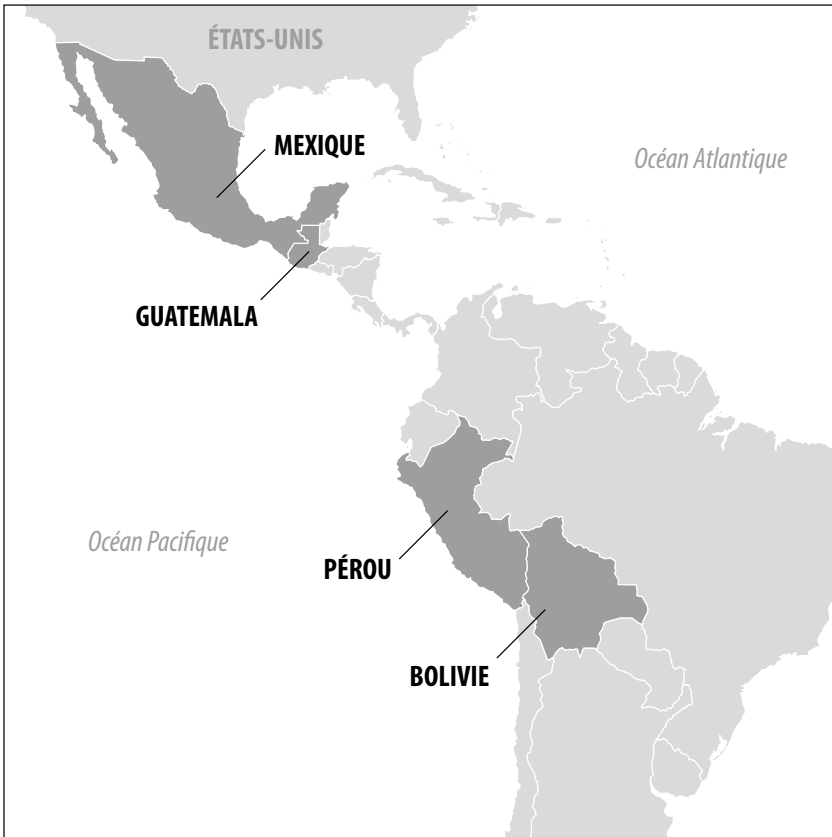 ÉTATS-UNIS
MEXIQUE
Océan Atlantique
GUATEMALA
Océan Pacifique
PÉROU
BOLIVIE